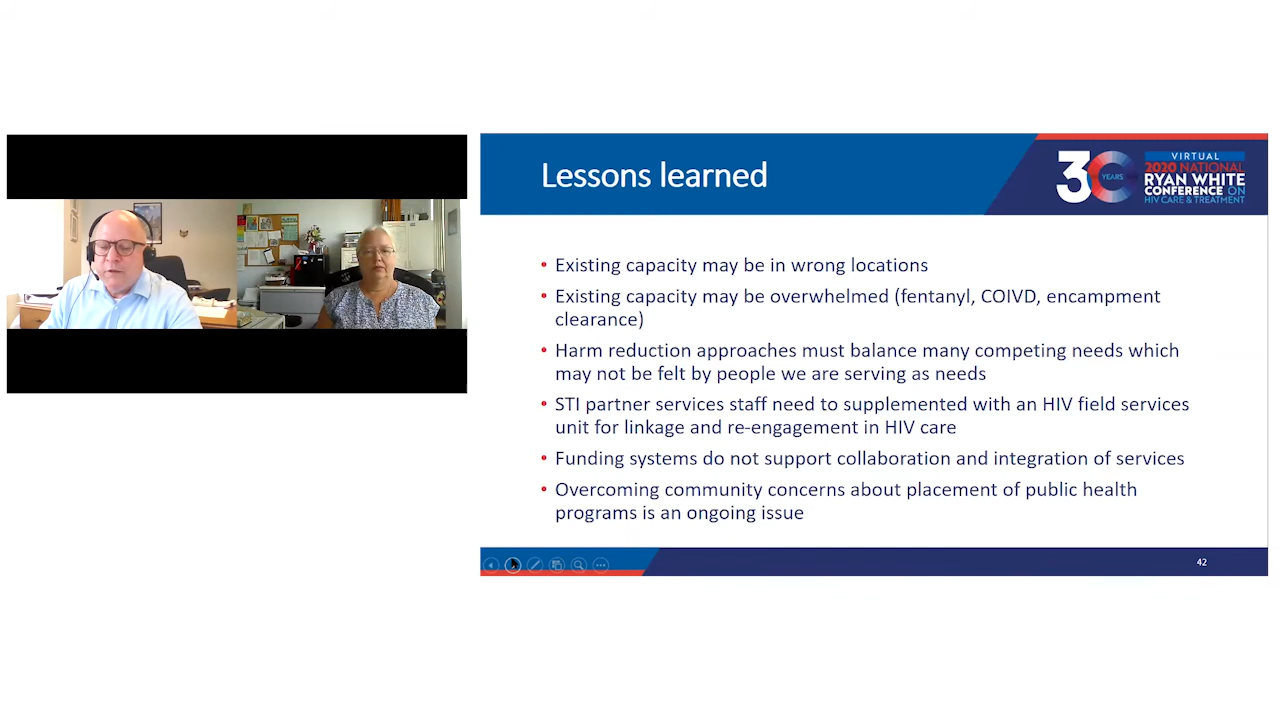 Lessons learned
30 YEARS
VIRTUAL
2020 NATIONAL
RYAN WHITE
CONFERENCE ON
HIV CARE & TREATMENT
• Existing capacity may be in wrong locations
• Existing capacity may be overwhelmed (fentanyl, COIVD, encampment
clearance)
• Harm reduction approaches must balance many competing needs which
may not be felt by people we are serving as needs
• STI partner services staff need to supplemented with an HIV field services
unit for linkage and re-engagement in HIV care
• Funding systems do not support collaboration and integration of services
• Overcoming community concerns about placement of public health
programs is an ongoing issue
42